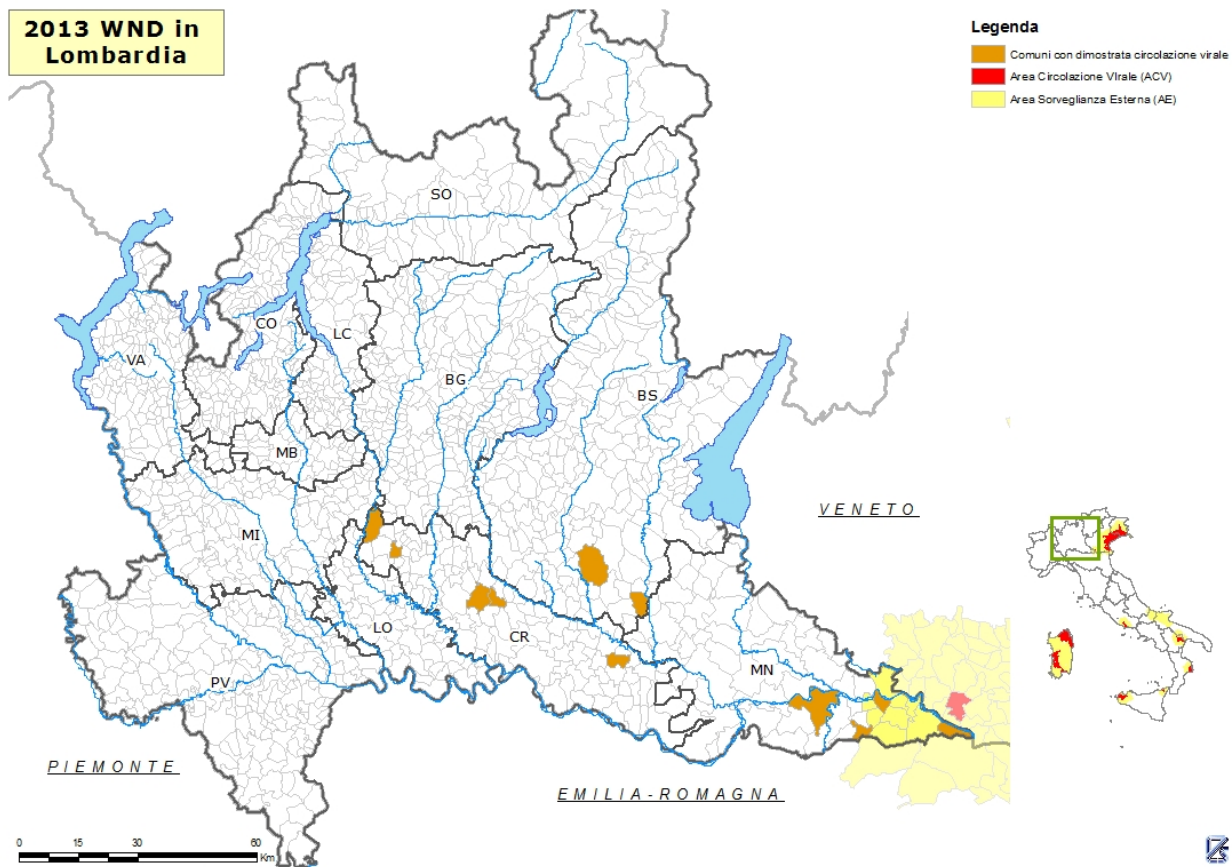 2013 WND in
Lombardia
Legenda
Comuni con dimostrata circolazione virale
Area Circolazione VIrale (ACV)
Area Sorveglianza Esterna (AE)
SO
CO
LC
VA
BG
BS
MB
VENETO
MI
LO
CR
MN
PV
PIEMONTE
EMILIA-ROMAGNA
0 15 30 60
Km